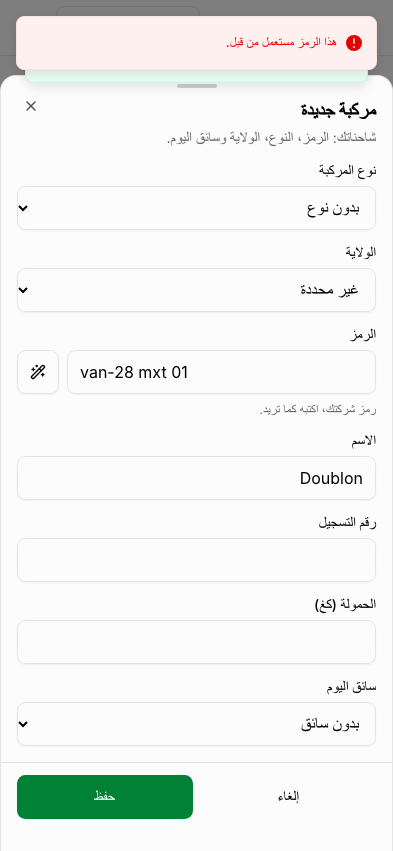 هذا الرمز مستعمل من قبل.
مركبة جديدة
شاحناتك: الرمز، النوع، الولاية وسائق اليوم.
نوع المركبة
بدون نوع
الولاية
غير محددة
الرمز
van-28 mxt 01
رمز شركتك، اكتبه كما تريد.
الاسم
Doublon
رقم التسجيل
الحمولة (كغ)
سائق اليوم
بدون سائق
إلغاء
حفظ